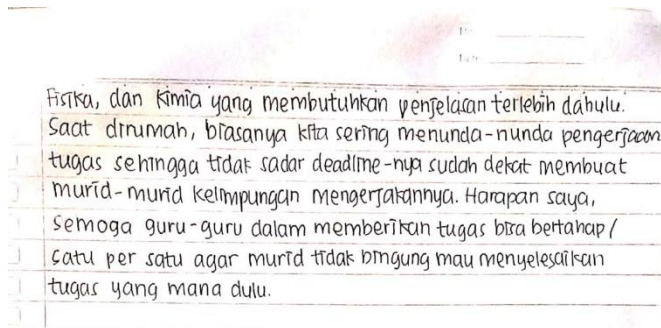 Fisika, dan Kimia yang membutuhkan penjelasan terlebih dahulu.
Saat dirumah, biasanya kita sering menunda-nunda pengerjaan
tugas sehingga tidak sadar deadline-nya sudah dekat membuat
murid-murid kelimpungan mengerjakannya. Harapan saya,
semoga guru-guru dalam memberikan tugas bisa bertahap/
satu per satu agar murid tidak bingung mau menyelesaikan
tugas yang mana dulu.